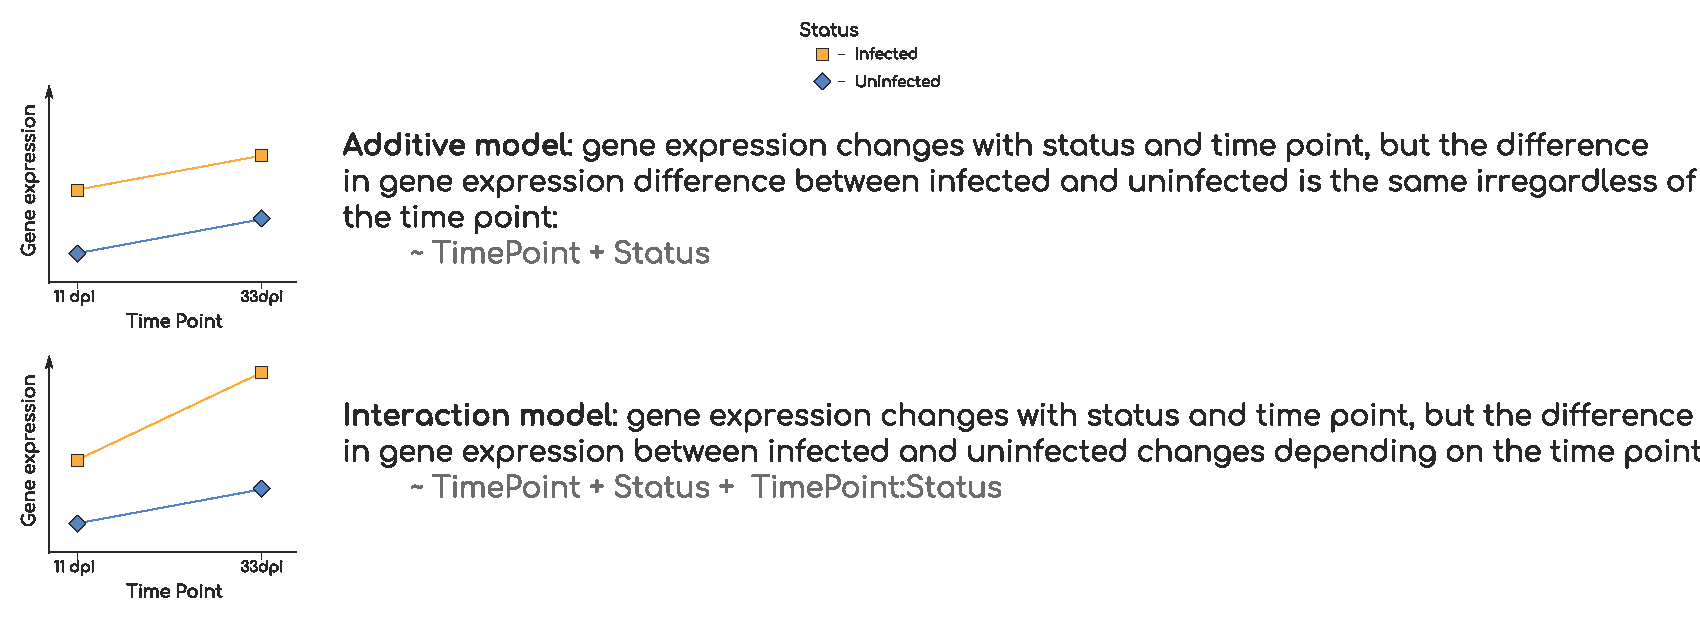 Status
- Infected
- Uninfected
Gene expression
11 dpi
33dpi
Time Point
Additive model: gene expression changes with status and time point, but the difference
in gene expression difference between infected and uninfected is the same irregardless of
the time point:
~ TimePoint + Status
Gene expression
11 dpi
33dpi
Time Point
Interaction model: gene expression changes with status and time point, but the difference
in gene expression between infected and uninfected changes depending on the time point
~ TimePoint + Status + TimePoint:Status